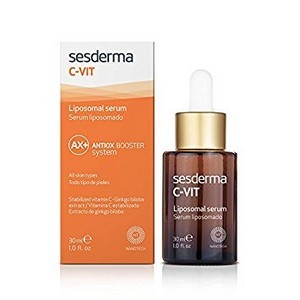 sesderma
C-VIT
Liposomal serum
Serum liposomado
AX+
ANTIOX BOOSTER
system
All skin types
Todo tipo de pieles
Stabilized vitamin C - Ginkgo biloba
extract / Vitamina C estabilizada
Extracto de ginkgo biloba
30 ml ℮
1.0 fl. oz
NANOTECH
sesderma
C-VIT
Liposomal serum
Serum liposomado
30 ml ℮
1.0 fl. oz